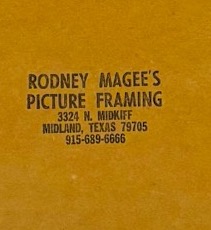 RODNEY MAGEE'S
PICTURE FRAMING
3324 N. MIDKIFF
MIDLAND, TEXAS 79705
915-689-6666